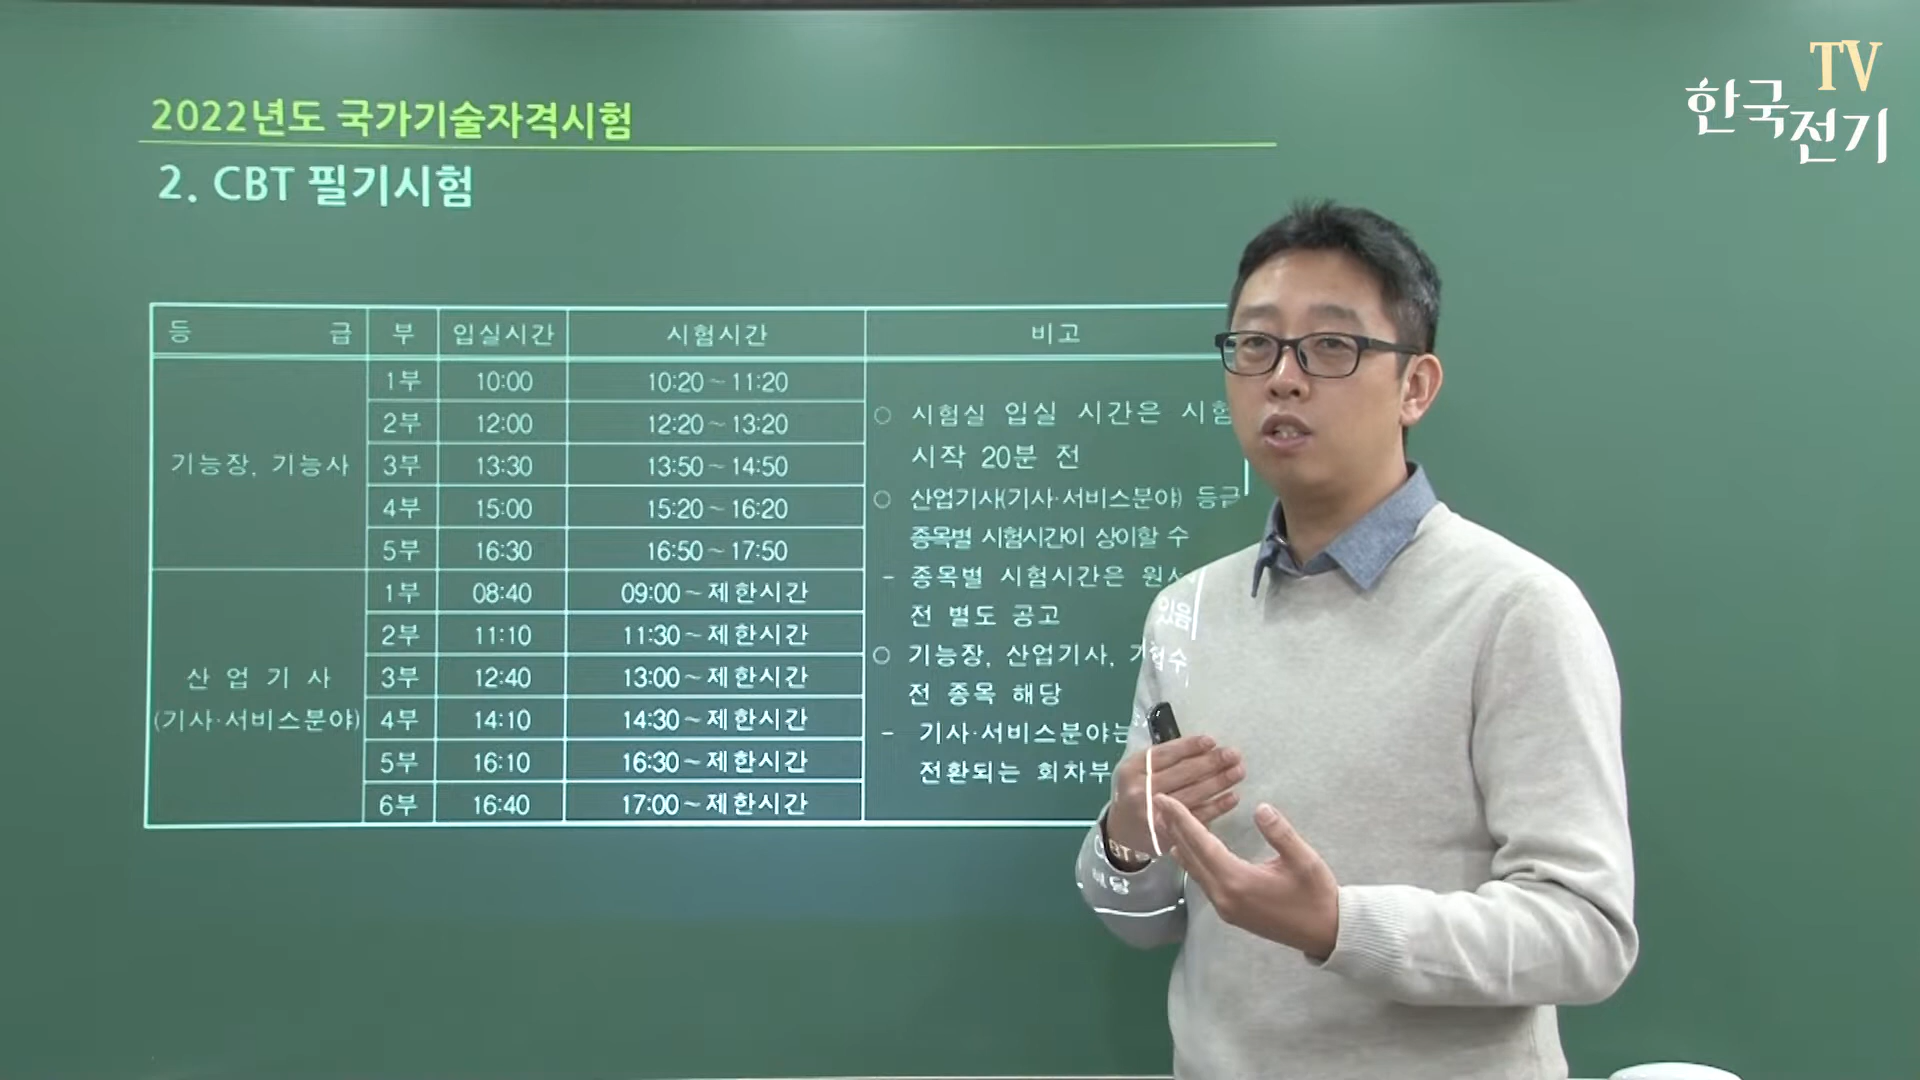 TV
한국전기
2022년도 국가기술자격시험
2. CBT 필기시험
등 급 부 입실시간 시험시간 비고
기능장, 기능사
1부 10:00 10:20 ~ 11:20
2부 12:00 12:20 ~ 13:20
3부 13:30 13:50 ~ 14:50
4부 15:00 15:20 ~ 16:20
5부 16:30 16:50 ~ 17:50
산 업 기 사
(기사·서비스분야)
1부 08:40 09:00 ~ 제한시간
2부 11:10 11:30 ~ 제한시간
3부 12:40 13:00 ~ 제한시간
4부 14:10 14:30 ~ 제한시간
5부 16:10 16:30 ~ 제한시간
6부 16:40 17:00 ~ 제한시간
○ 시험실 입실 시간은 시험
시작 20분 전
○ 산업기사(기사·서비스분야) 등급
종목별 시험시간이 상이할 수
있음
- 종목별 시험시간은
전 별도 공고
○ 기능장, 산업기사,
전 종목 해당
- 기사·서비스분야는
전환되는 회차부
해당